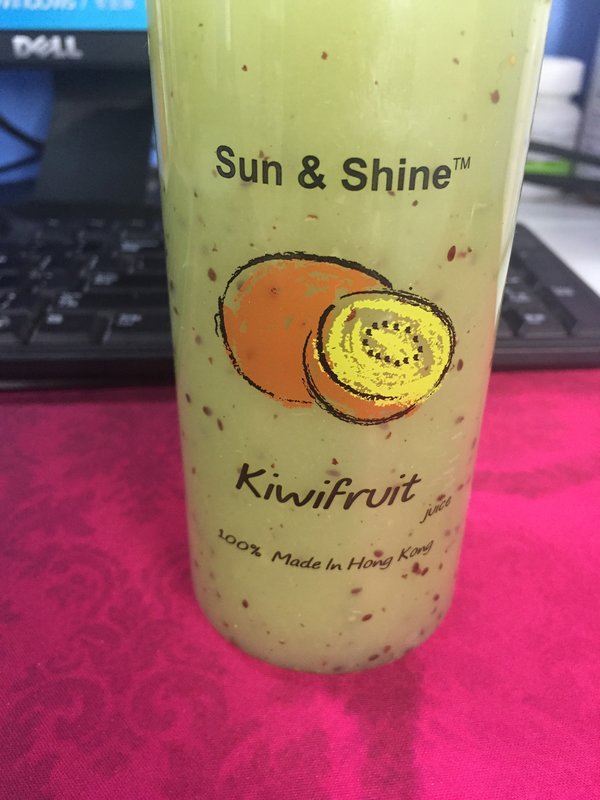 DELL
Sun & Shine™
Kiwifruit
juice
100% Made In Hong Kong